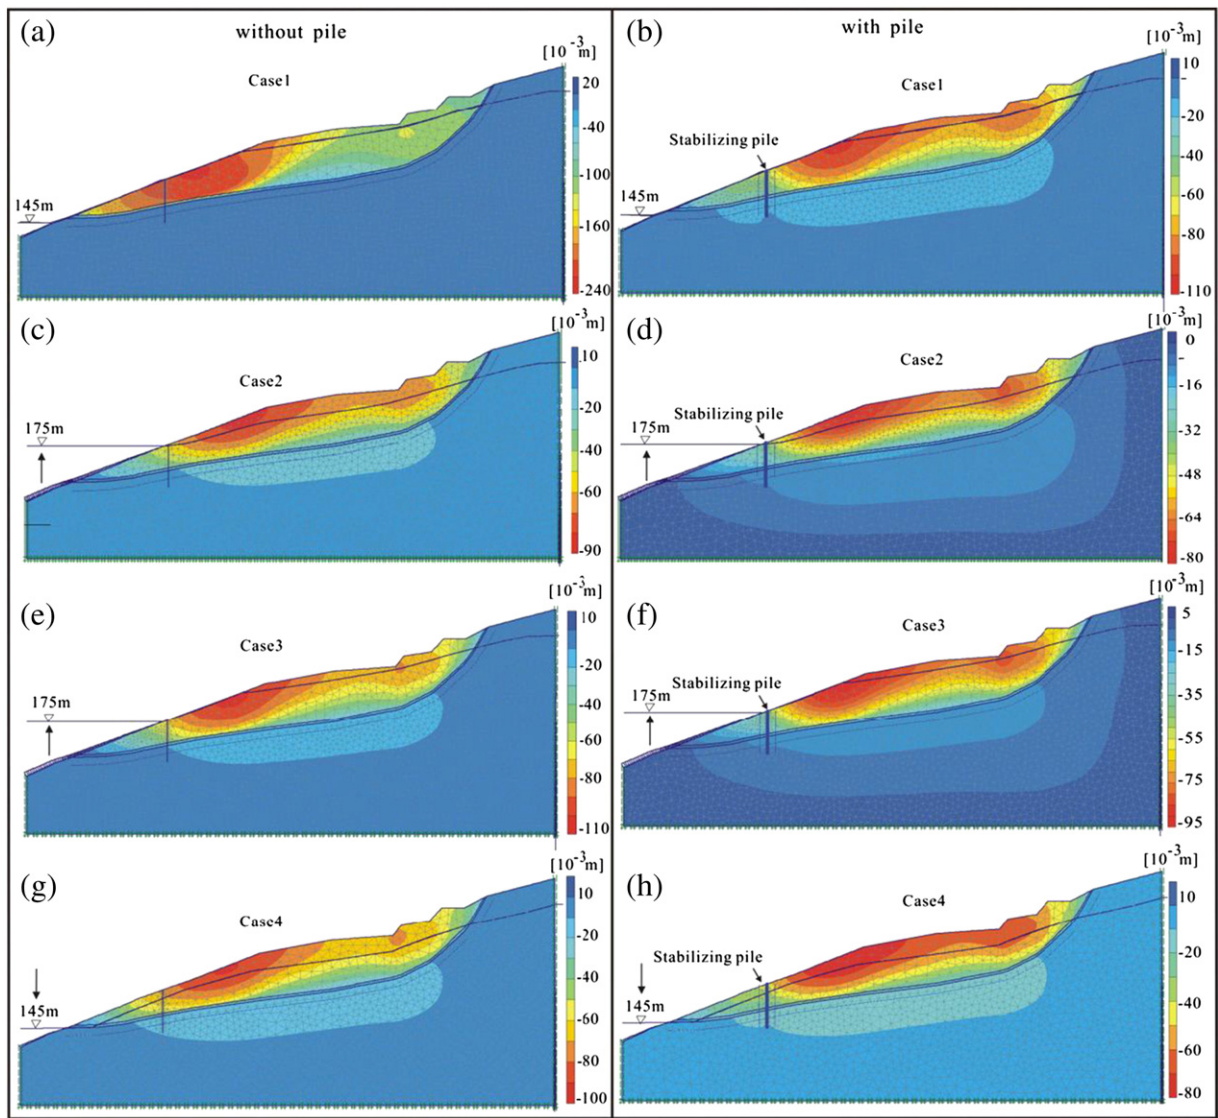 (a)
without pile
[10⁻³m]
Case1
20
-40
-100
-160
-240
145m
(b)
with pile
[10⁻³m]
Case1
Stabilizing pile
10
-20
-40
-60
-80
-110
145m
(c)
[10⁻³m]
Case2
10
-20
-40
-60
-90
175m
(d)
[10⁻³m]
Case2
Stabilizing pile
0
-16
-32
-48
-64
-80
175m
(e)
[10⁻³m]
Case3
10
-20
-40
-60
-80
-110
175m
(f)
[10⁻³m]
Case3
Stabilizing pile
5
-15
-35
-55
-75
-95
175m
(g)
[10⁻³m]
Case4
10
-20
-40
-60
-80
-100
145m
(h)
[10⁻³m]
Case4
Stabilizing pile
10
-20
-40
-60
-80
145m